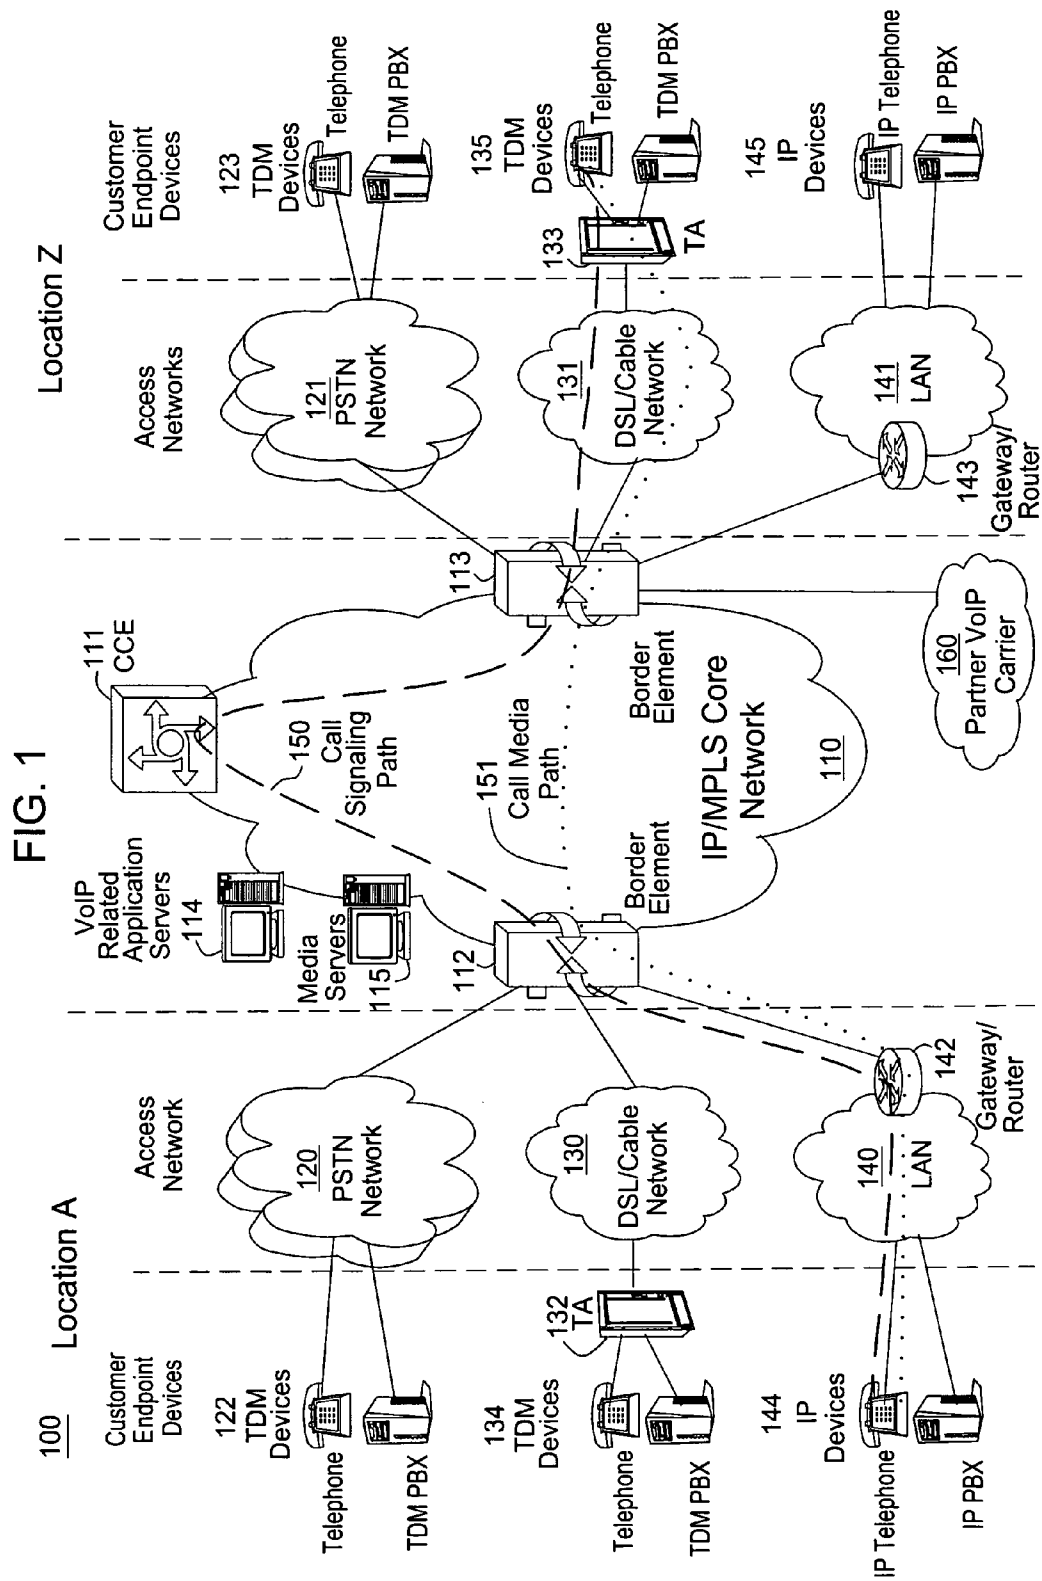 FIG. 1
100
Location A
Location Z
Customer
Endpoint
Devices
Access
Network
VoIP
Related
Application
Servers
114
111
CCE
Access
Networks
Customer
Endpoint
Devices
122
TDM
Devices
Telephone
TDM PBX
120
PSTN
Network
Media
Servers
115
112
150
Call
Signaling
Path
113
121
PSTN
Network
123
TDM
Devices
Telephone
TDM PBX
134
TDM
Devices
Telephone
TDM PBX
132
TA
130
DSL/Cable
Network
151
Call Media
Path
Border
Element
Border
Element
131
DSL/Cable
Network
133
TA
135
TDM
Devices
Telephone
TDM PBX
IP/MPLS Core
Network
110
144
IP
Devices
IP Telephone
IP PBX
140
LAN
142
Gateway/
Router
160
Partner VoIP
Carrier
143
Gateway/
Router
141
LAN
145
IP
Devices
IP Telephone
IP PBX